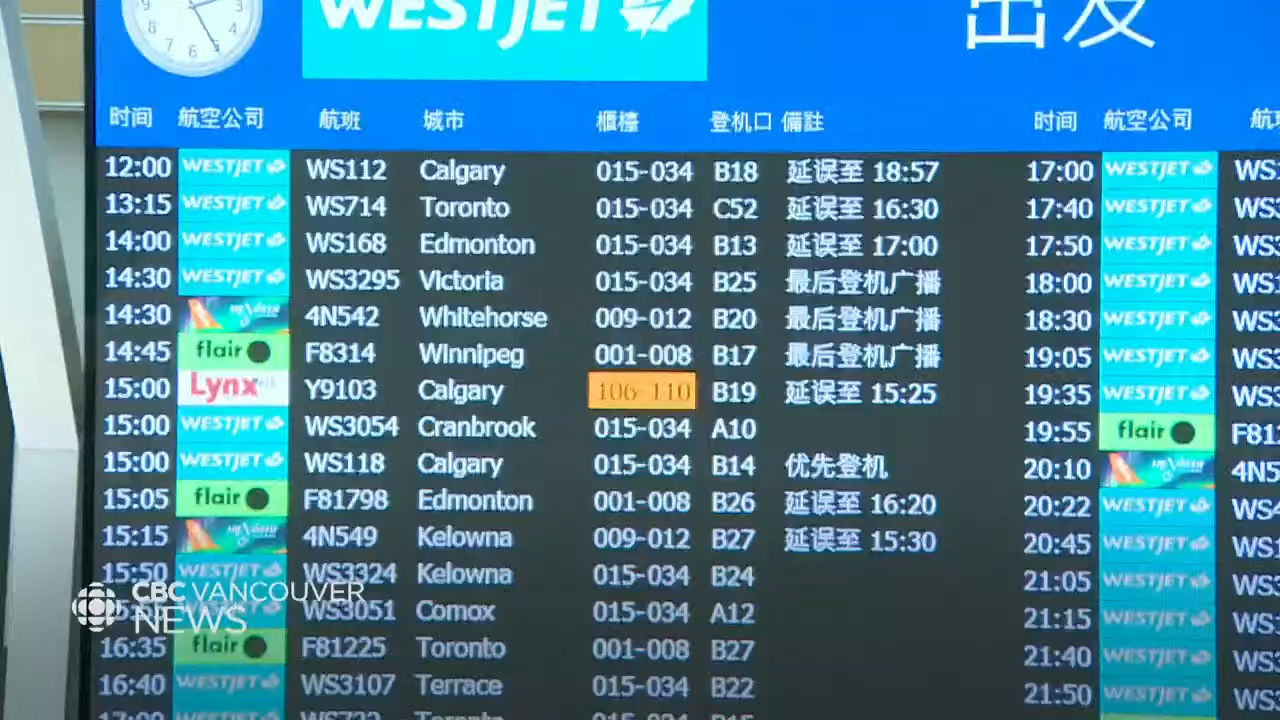 9 3 8 4 7 6 5
WESTJET 出发
时间 航空公司 航班 城市 櫃檯 登机口 備註 时间 航空公司
12:00 WESTJET WS112 Calgary 015-034 B18 延误至 18:57 17:00 WESTJET
13:15 WESTJET WS714 Toronto 015-034 C52 延误至 16:30 17:40 WESTJET
14:00 WESTJET WS168 Edmonton 015-034 B13 延误至 17:00 17:50 WESTJET
14:30 WESTJET WS3295 Victoria 015-034 B25 最后登机广播 18:00 WESTJET
14:30 4N542 Whitehorse 009-012 B20 最后登机广播 18:30 WESTJET
14:45 flair F8314 Winnipeg 001-008 B17 最后登机广播 19:05 WESTJET
15:00 Lynx Y9103 Calgary 106-110 B19 延误至 15:25 19:35 WESTJET
15:00 WESTJET WS3054 Cranbrook 015-034 A10 19:55 flair
15:00 WESTJET WS118 Calgary 015-034 B14 优先登机 20:10
15:05 flair F81798 Edmonton 001-008 B26 延误至 16:20 20:22 WESTJET
15:15 4N549 Kelowna 009-012 B27 延误至 15:30 20:45 WESTJET
15:50 WESTJET WS3324 Kelowna 015-034 B24 21:05 WESTJET
WS3051 Comox 015-034 A12 21:15 WESTJET
16:35 flair F81225 Toronto 001-008 B27 21:40 WESTJET
16:40 WESTJET WS3107 Terrace 015-034 B22 21:50 WESTJET
CBC VANCOUVER
NEWS